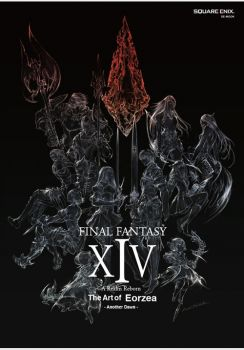 SQUARE ENIX.
SE-MOOK
FINAL FANTASY
XIV
A Realm Reborn
The Art of Eorzea
- Another Dawn -